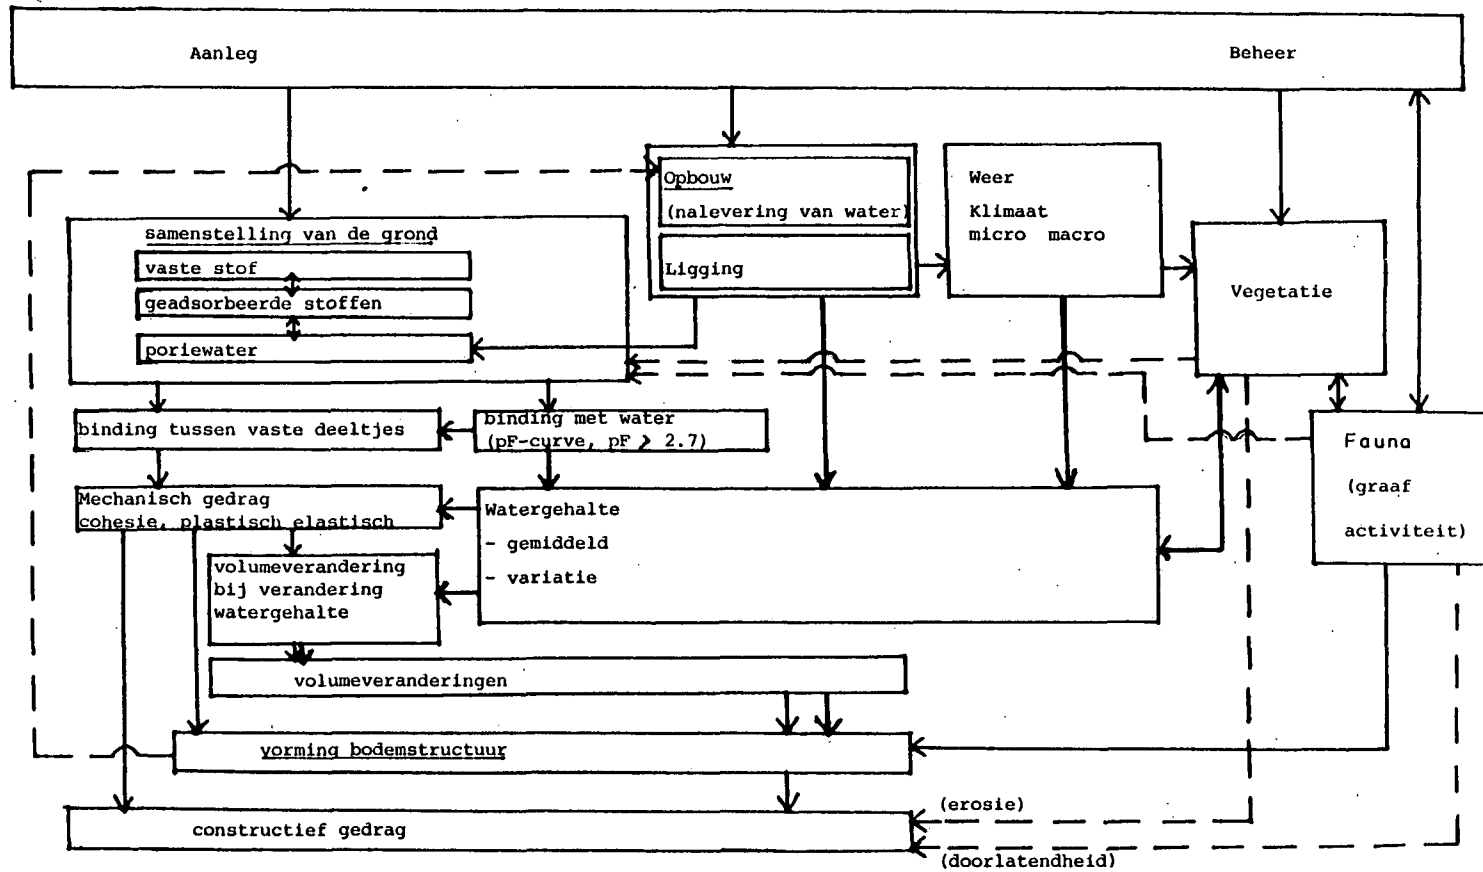 Aanleg
Beheer
Opbouw
(nalevering van water)
Ligging
Weer
Klimaat
micro macro
samenstelling van de grond
vaste stof
geadsorbeerde stoffen
poriewater
Vegetatie
binding tussen vaste deeltjes
binding met water
(pF-curve, pF > 2.7)
Fauna
(graaf
activiteit)
Mechanisch gedrag
cohesie, plastisch elastisch
Watergehalte
- gemiddeld
- variatie
volumeverandering
bij verandering
watergehalte
volumeveranderingen
vorming bodemstructuur
(erosie)
constructief gedrag
(doorlatendheid)